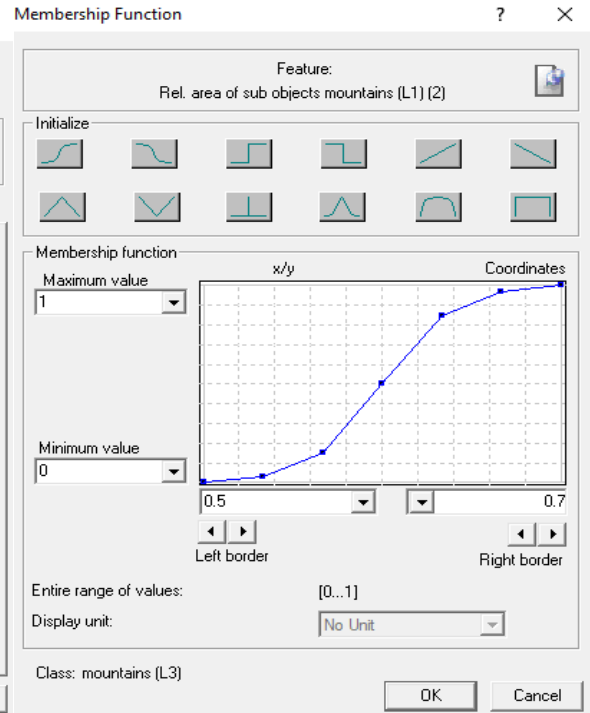 Membership Function ? ×
Feature:
Rel. area of sub objects mountains (L1) (2)
Initialize
Membership function
x/y Coordinates
Maximum value
1
Minimum value
0
0.5 0.7
Left border Right border
Entire range of values: [0...1]
Display unit: No Unit
Class: mountains (L3)
OK Cancel